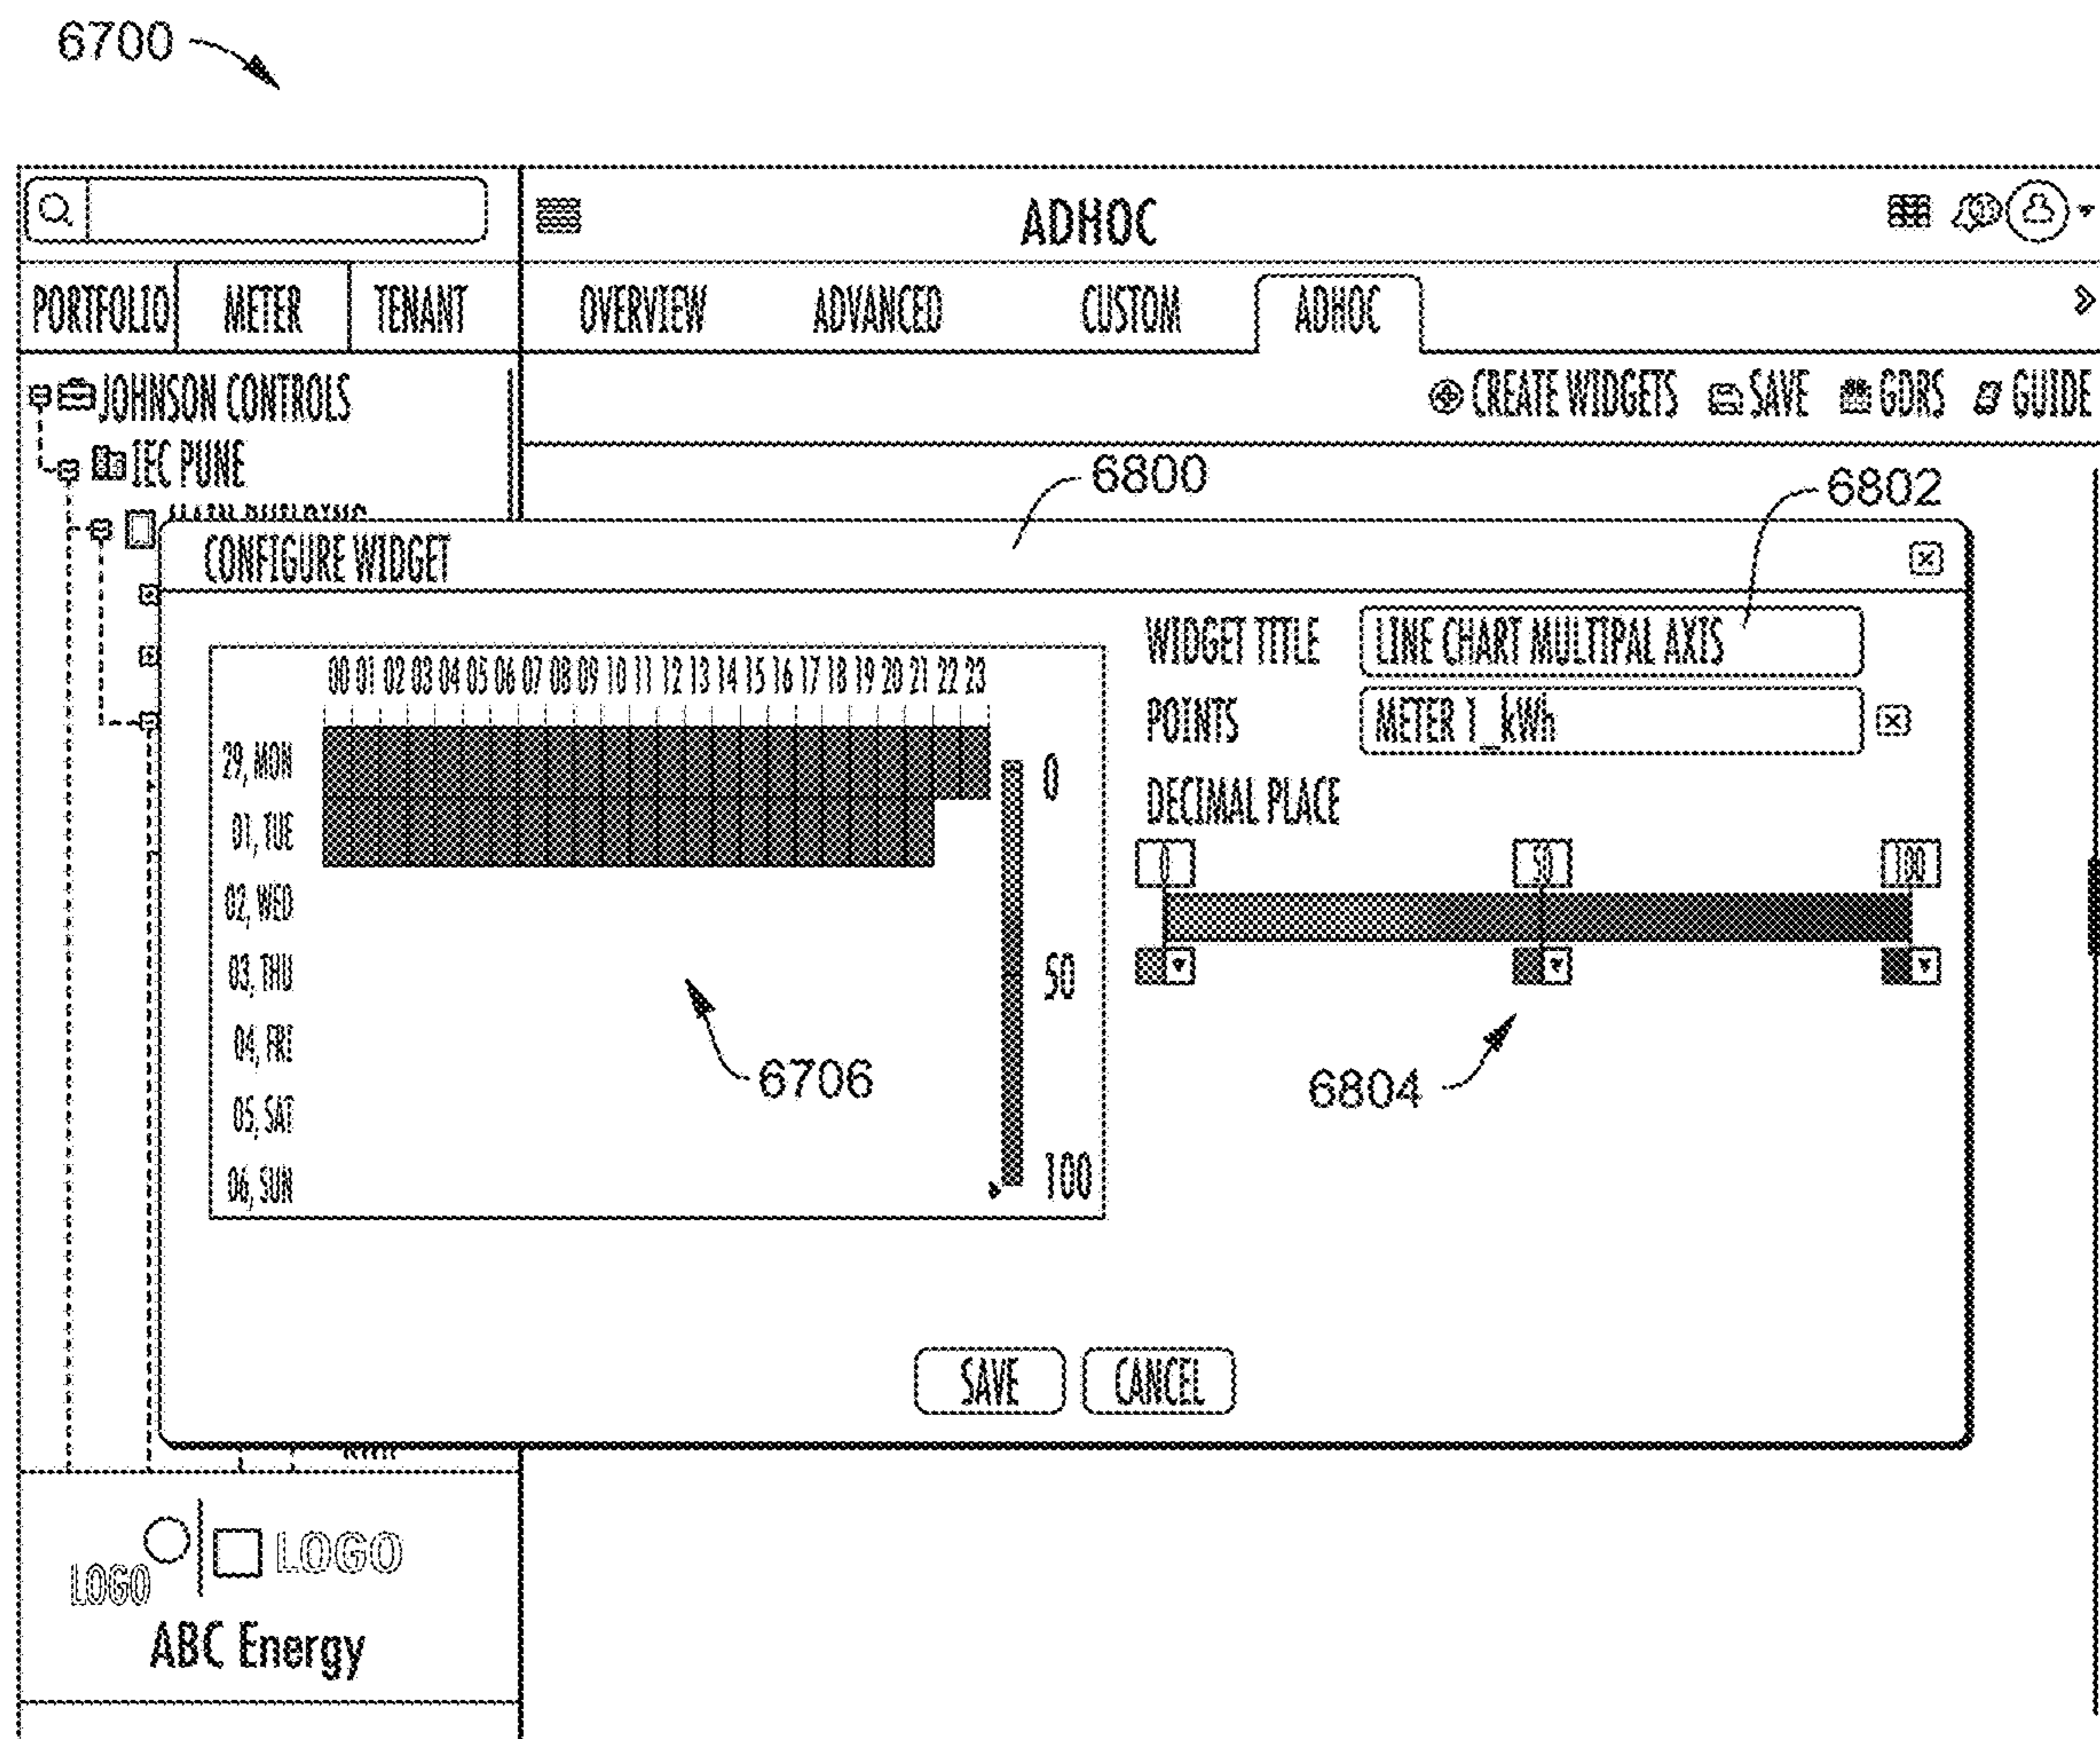 6700
ADHOC
PORTFOLIO METER TENANT OVERVIEW ADVANCED CUSTOM ADHOC
JOHNSON CONTROLS CREATE WIDGETS SAVE GDRS GUIDE
IEC PUNE
6800
6802
MAIN BUILDING
CONFIGURE WIDGET
WIDGET TITLE LINE CHART MULTIPAL AXIS
00 01 02 03 04 05 06 07 08 09 10 11 12 13 14 15 16 17 18 19 20 21 22 23
POINTS METER 1_kWh
29, MON
0
DECIMAL PLACE
01, TUE
0 50 100
02, WED
03, THU
50
04, FRI
6706
6804
05, SAT
06, SUN
100
SAVE CANCEL
LOGO
LOGO
ABC Energy